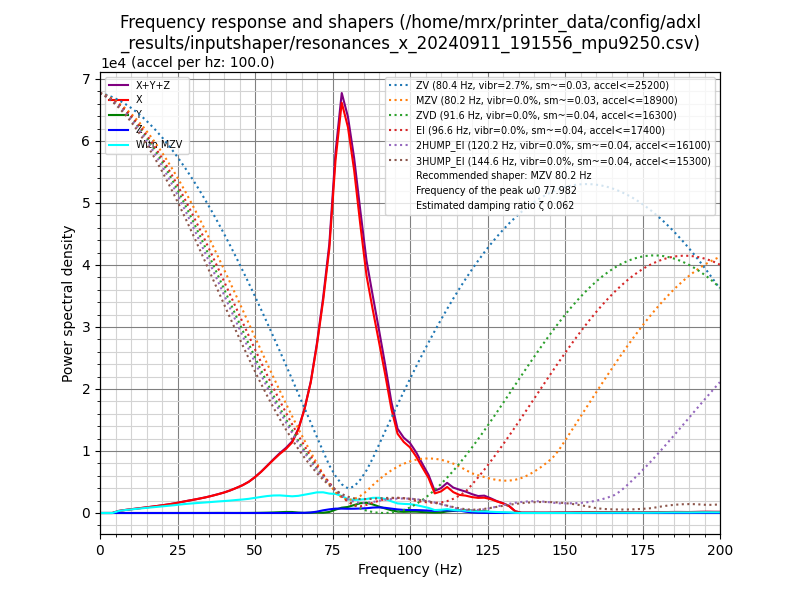 Frequency response and shapers (/home/mrx/printer_data/config/adxl
_results/inputshaper/resonances_x_20240911_191556_mpu9250.csv)
1e4 (accel per hz: 100.0)
X+Y+Z
X
Y
Z
With MZV
ZV (80.4 Hz, vibr=2.7%, sm~=0.03, accel<=25200)
MZV (80.2 Hz, vibr=0.0%, sm~=0.03, accel<=18900)
ZVD (91.6 Hz, vibr=0.0%, sm~=0.04, accel<=16300)
EI (96.6 Hz, vibr=0.0%, sm~=0.04, accel<=17400)
2HUMP_EI (120.2 Hz, vibr=0.0%, sm~=0.04, accel<=16100)
3HUMP_EI (144.6 Hz, vibr=0.0%, sm~=0.04, accel<=15300)
Recommended shaper: MZV 80.2 Hz
Frequency of the peak ω0 77.982
Estimated damping ratio ζ 0.062
Power spectral density
7
6
5
4
3
2
1
0
0 25 50 75 100 125 150 175 200
Frequency (Hz)